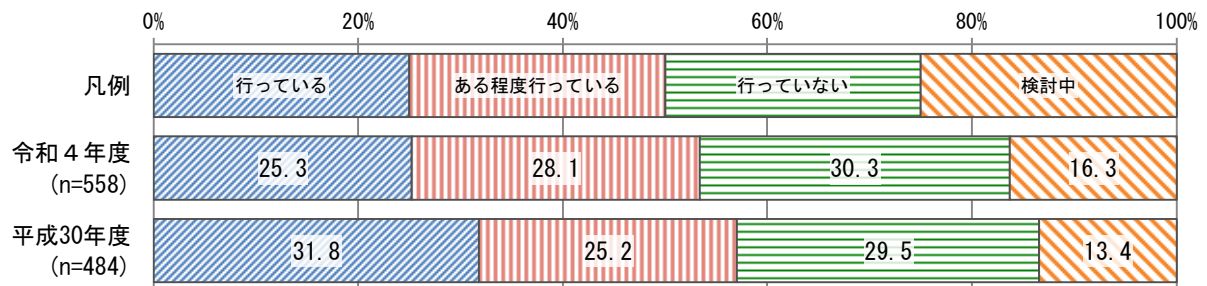 0% 20% 40% 60% 80% 100%
凡例 行っている ある程度行っている 行っていない 検討中
令和４年度
(n=558)
25.3 28.1 30.3 16.3
平成30年度
(n=484)
31.8 25.2 29.5 13.4